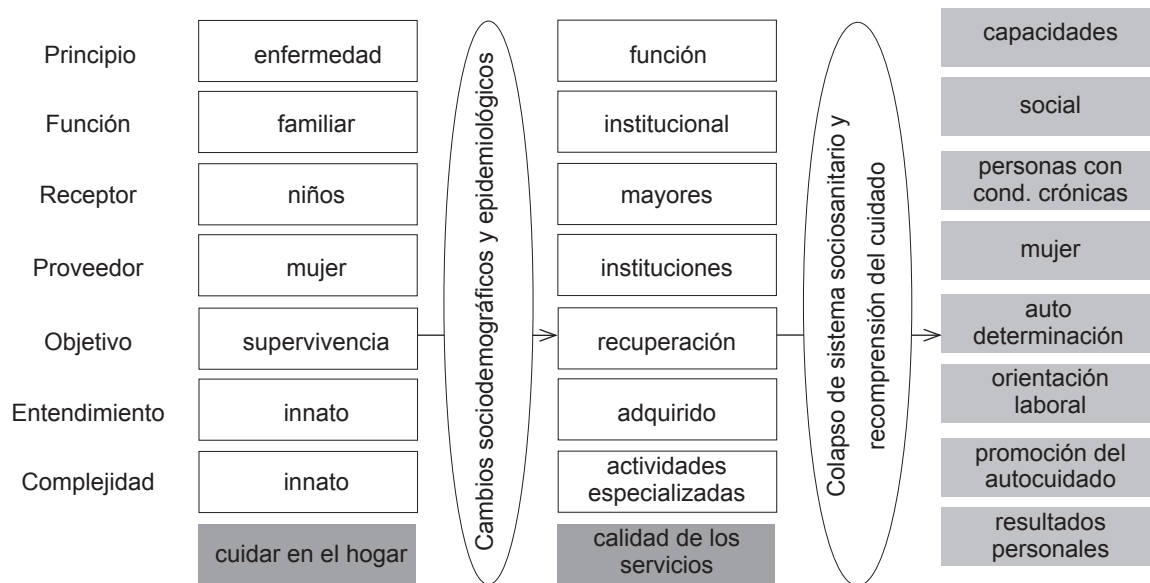 Principio
enfermedad
función
capacidades
Función
familiar
institucional
social
Receptor
niños
mayores
personas con
cond. crónicas
Proveedor
mujer
instituciones
mujer
Objetivo
supervivencia
recuperación
auto
determinación
Entendimiento
innato
adquirido
orientación
laboral
Complejidad
innato
actividades
especializadas
promoción del
autocuidado
cuidar en el hogar
calidad de los
servicios
resultados
personales
Cambios sociodemográficos y epidemiológicos
Colapso de sistema sociosanitario y
recomprensión del cuidado